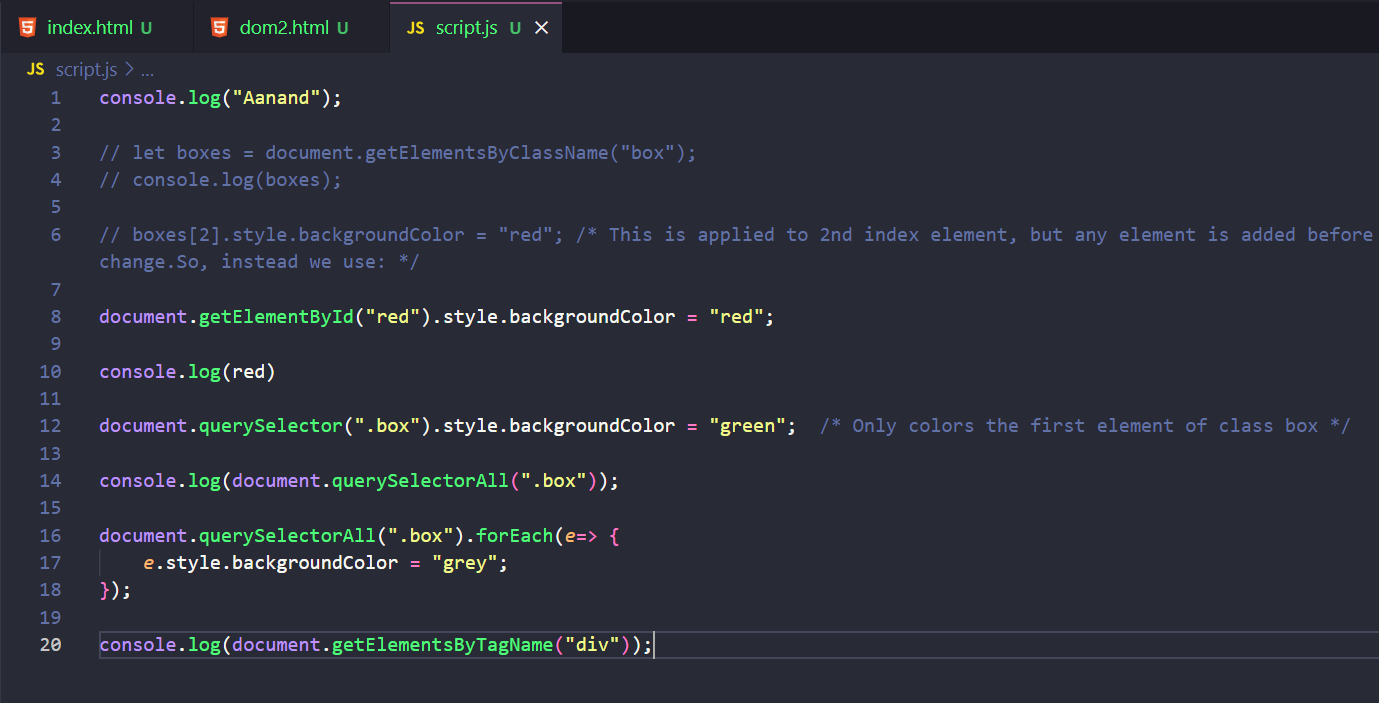 index.html U dom2.html U JS script.js U
JS script.js > ...
1 console.log("Aanand");
2
3 // let boxes = document.getElementsByClassName("box");
4 // console.log(boxes);
5
6 // boxes[2].style.backgroundColor = "red"; /* This is applied to 2nd index element, but any element is added before
change.So, instead we use: */
7
8 document.getElementById("red").style.backgroundColor = "red";
9
10 console.log(red)
11
12 document.querySelector(".box").style.backgroundColor = "green"; /* Only colors the first element of class box */
13
14 console.log(document.querySelectorAll(".box"));
15
16 document.querySelectorAll(".box").forEach(e=> {
17 e.style.backgroundColor = "grey";
18 });
19
20 console.log(document.getElementsByTagName("div"));